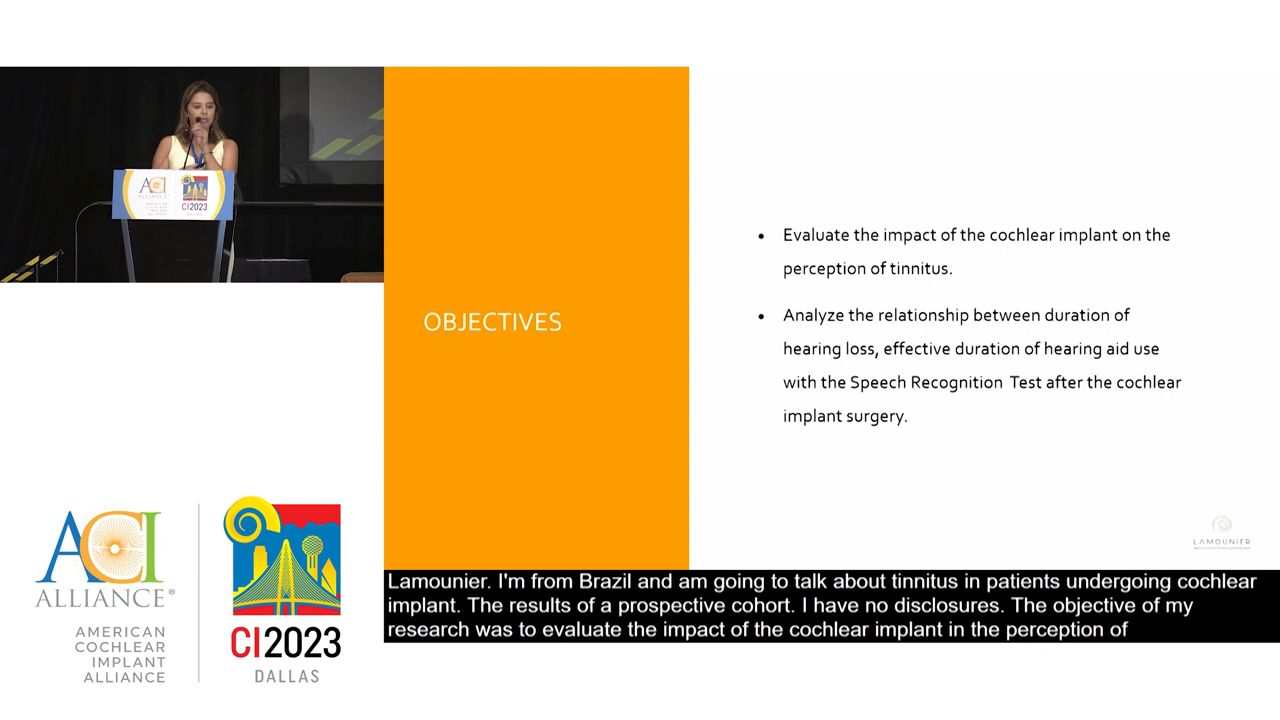 ACI
ALLIANCE
CI2023
DALLAS
OBJECTIVES
• Evaluate the impact of the cochlear implant on the
perception of tinnitus.
• Analyze the relationship between duration of
hearing loss, effective duration of hearing aid use
with the Speech Recognition Test after the cochlear
implant surgery.
LAMOUNIER
Lamounier. I'm from Brazil and am going to talk about tinnitus in patients undergoing cochlear
implant. The results of a prospective cohort. I have no disclosures. The objective of my
research was to evaluate the impact of the cochlear implant in the perception of
ACI
ALLIANCE®
AMERICAN
COCHLEAR
IMPLANT
ALLIANCE
CI2023
DALLAS